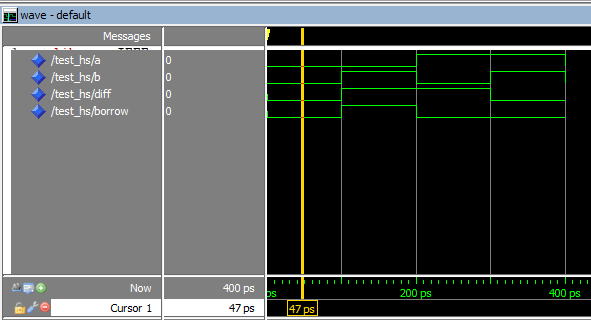 wave - default
Messages
/test_hs/a 0
/test_hs/b 0
/test_hs/diff 0
/test_hs/borrow 0
Now 400 ps
ps 200 ps 400 ps
Cursor 1 47 ps
47 ps